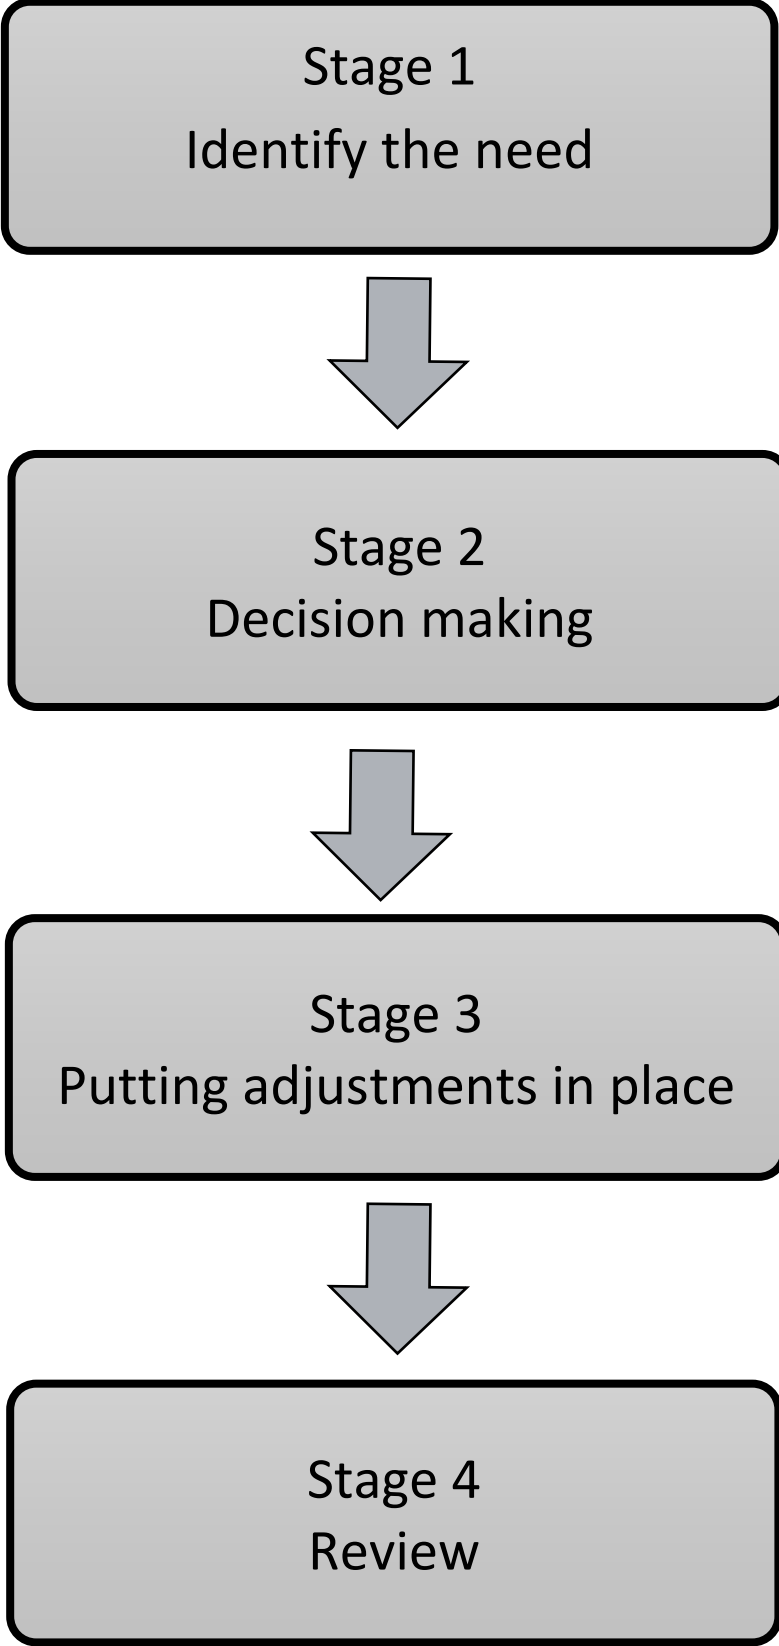 Stage 1
Identify the need
Stage 2
Decision making
Stage 3
Putting adjustments in place
Stage 4
Review